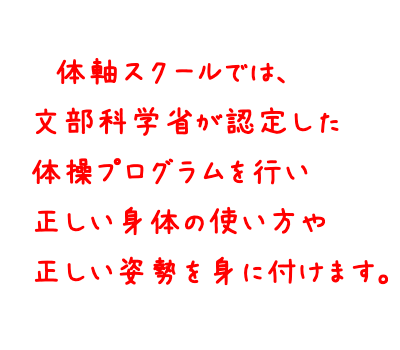 体軸スクールでは、
文部科学省が認定した
体操プログラムを行い
正しい身体の使い方や
正しい姿勢を身に付けます。